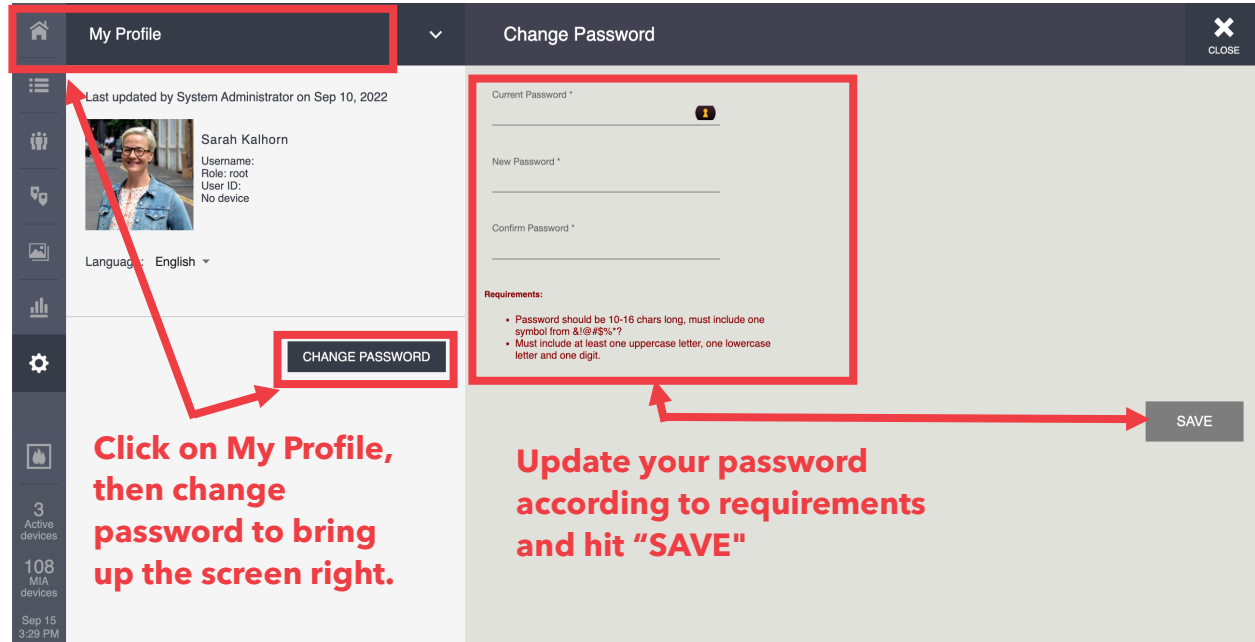 My Profile
Change Password
CLOSE
Last updated by System Administrator on Sep 10, 2022
Sarah Kalhorn
Username:
Role: root
User ID:
No device
Language: English
CHANGE PASSWORD
Current Password *
New Password *
Confirm Password *
Requirements:
• Password should be 10-16 chars long, must include one
symbol from &!@#$%*?
• Must include at least one uppercase letter, one lowercase
letter and one digit.
SAVE
Click on My Profile,
then change
password to bring
up the screen right.
Update your password
according to requirements
and hit “SAVE"
3
Active
devices
108
MIA
devices
Sep 15
3:29 PM